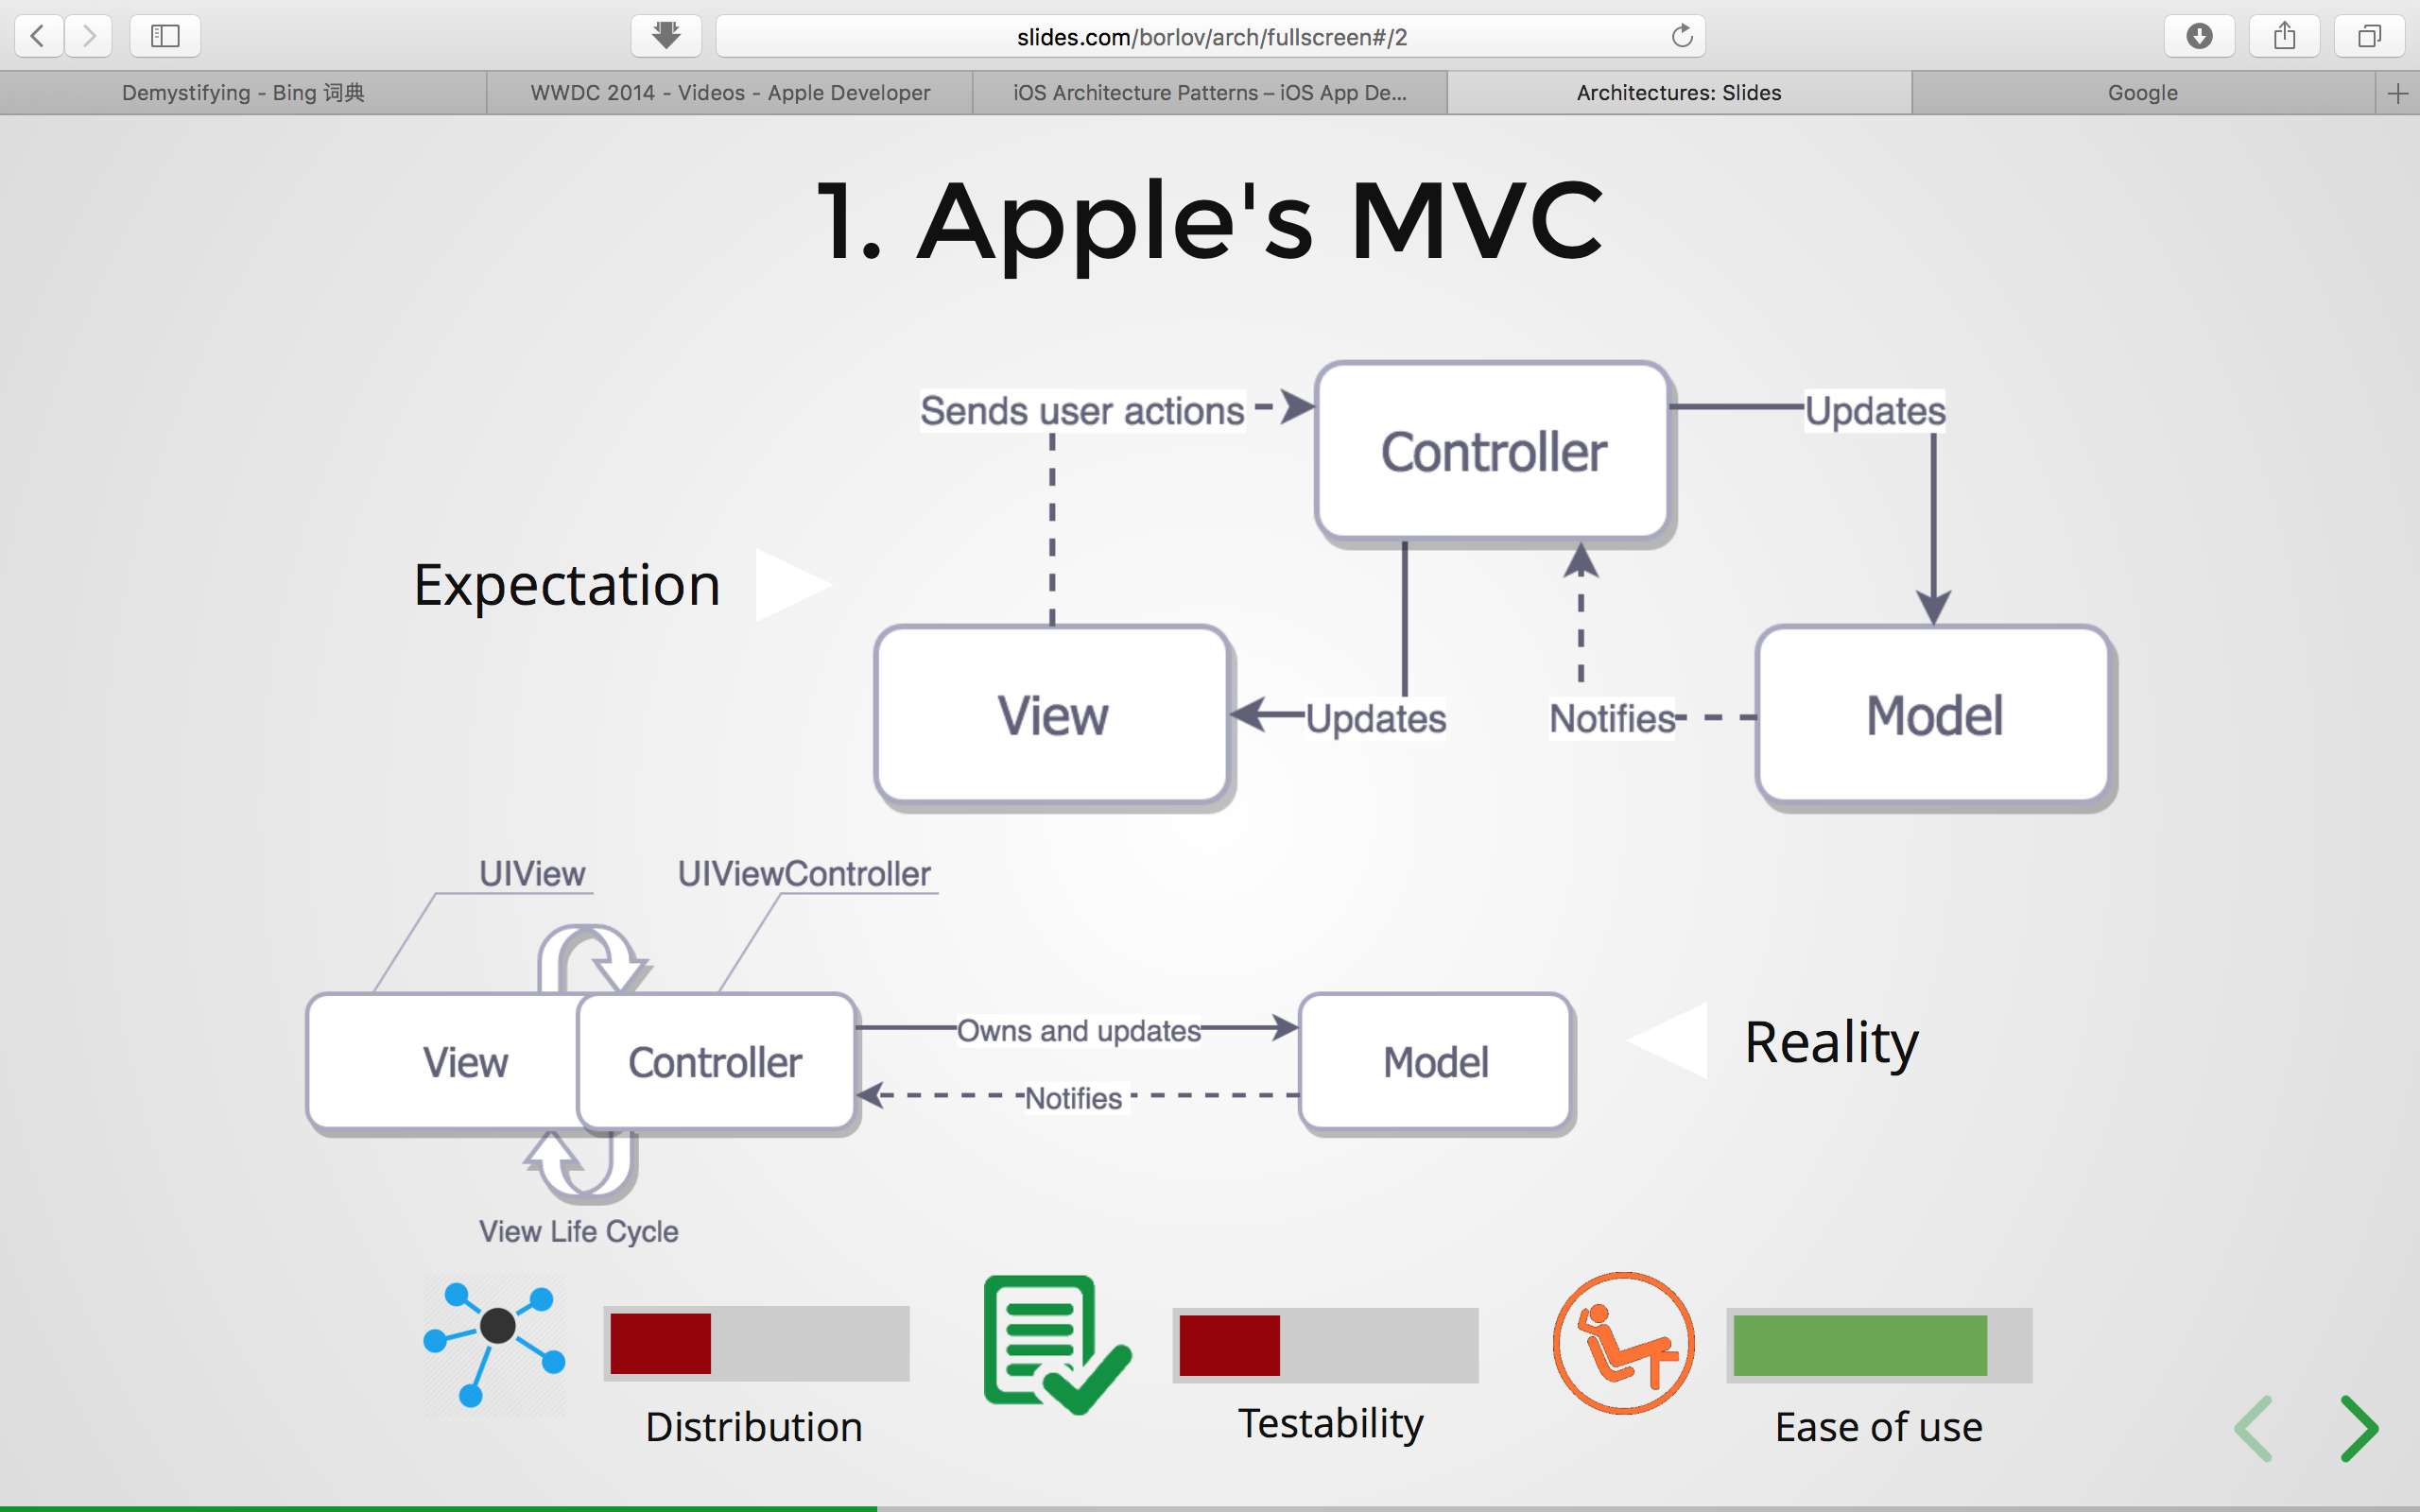 slides.com/borlov/arch/fullscreen#/2
Demystifying - Bing 词典
WWDC 2014 - Videos - Apple Developer
iOS Architecture Patterns – iOS App De...
Architectures: Slides
Google
1. Apple's MVC
Sends user actions
Controller
Updates
Expectation
View
Updates
Notifies
Model
UIView
UIViewController
View
Controller
Owns and updates
Notifies
Model
Reality
View Life Cycle
Distribution
Testability
Ease of use